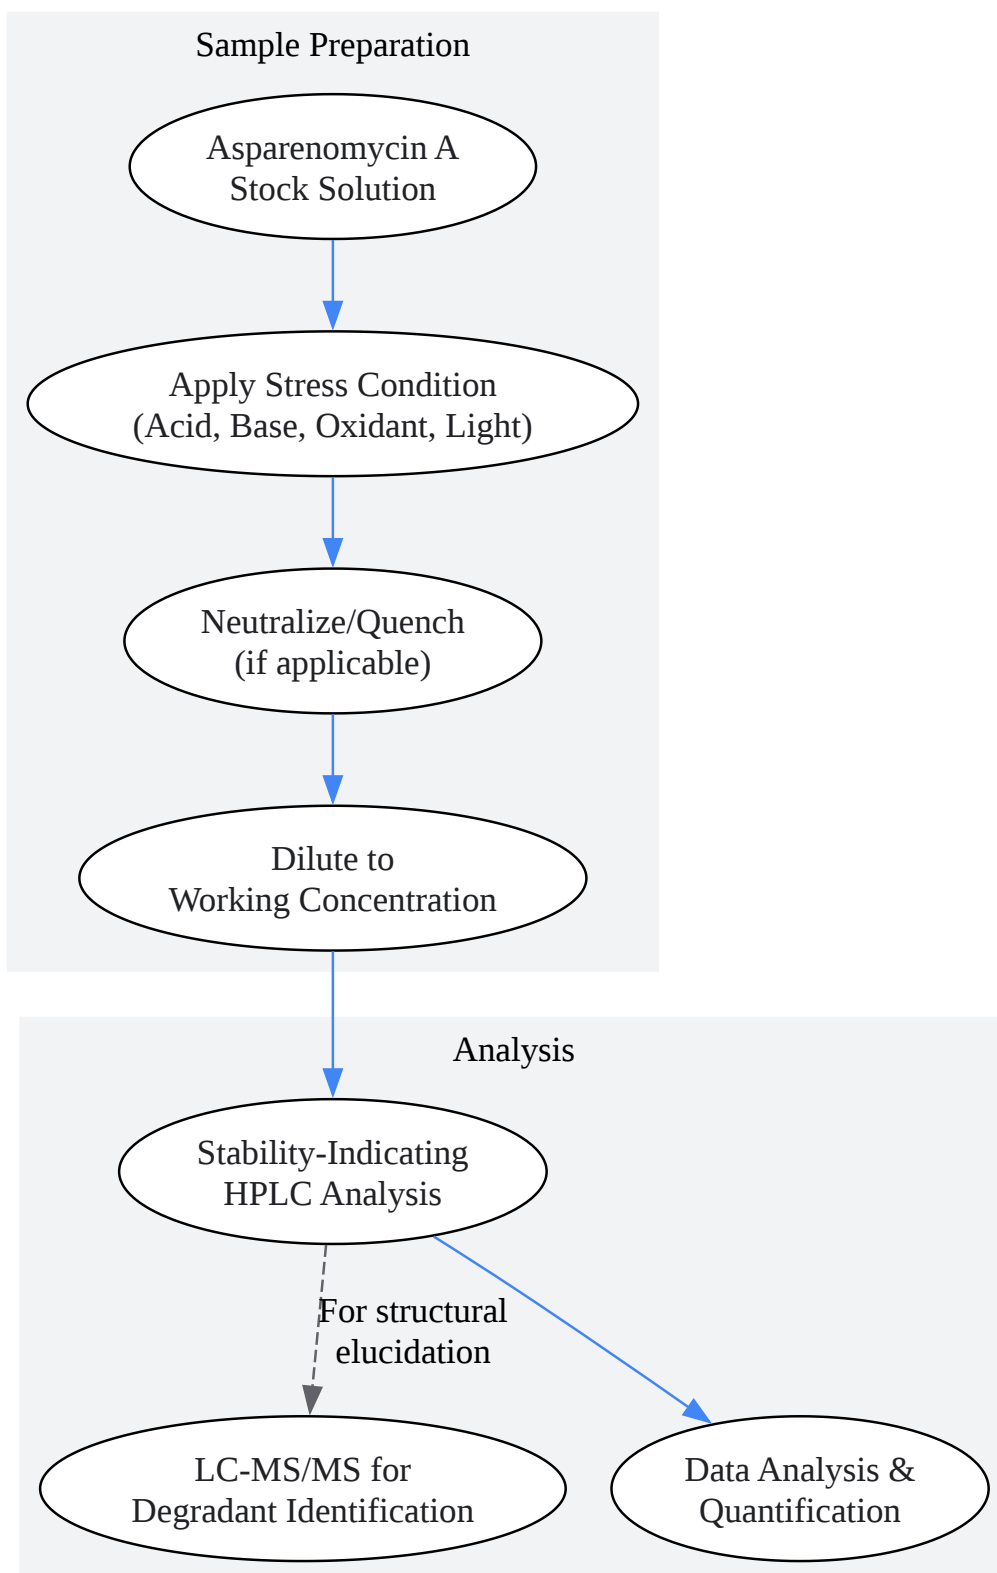 Sample Preparation
Asparenomycin A
Stock Solution
Apply Stress Condition
(Acid, Base, Oxidant, Light)
Neutralize/Quench
(if applicable)
Dilute to
Working Concentration
Analysis
Stability-Indicating
HPLC Analysis
For structural
elucidation
LC-MS/MS for
Degradant Identification
Data Analysis &
Quantification